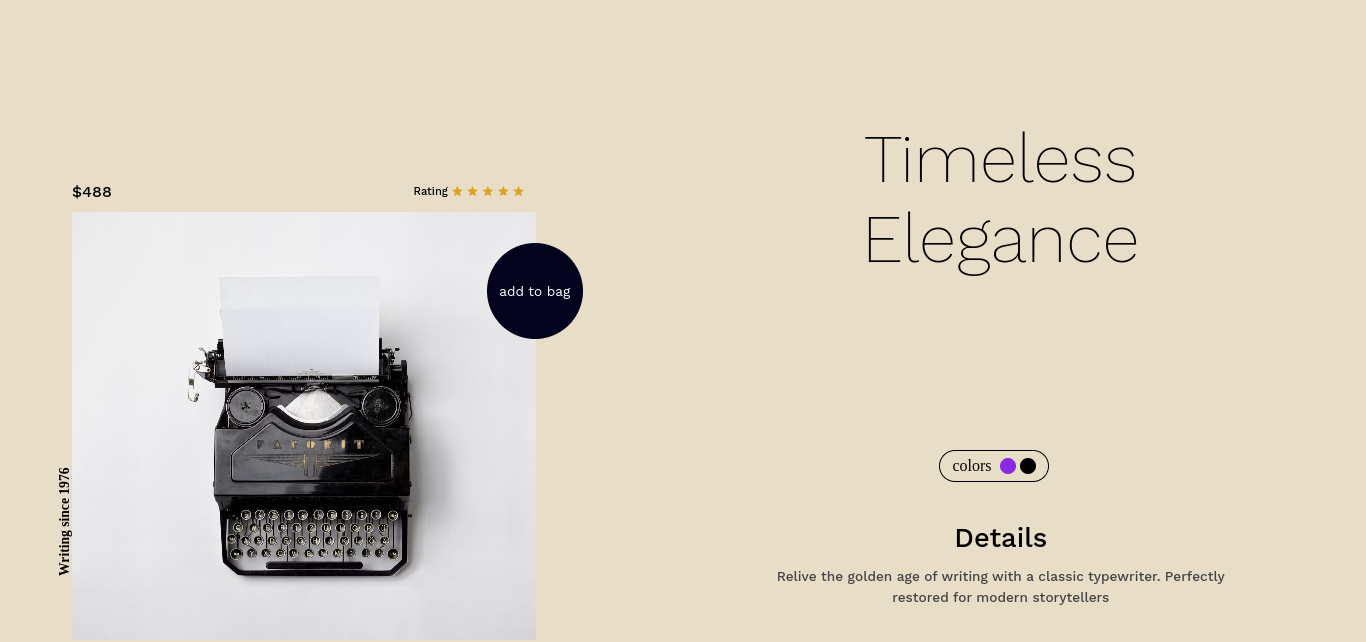 $488
Rating
add to bag
FAVORIT
Writing since 1976
Timeless
Elegance
colors
Details
Relive the golden age of writing with a classic typewriter. Perfectly
restored for modern storytellers